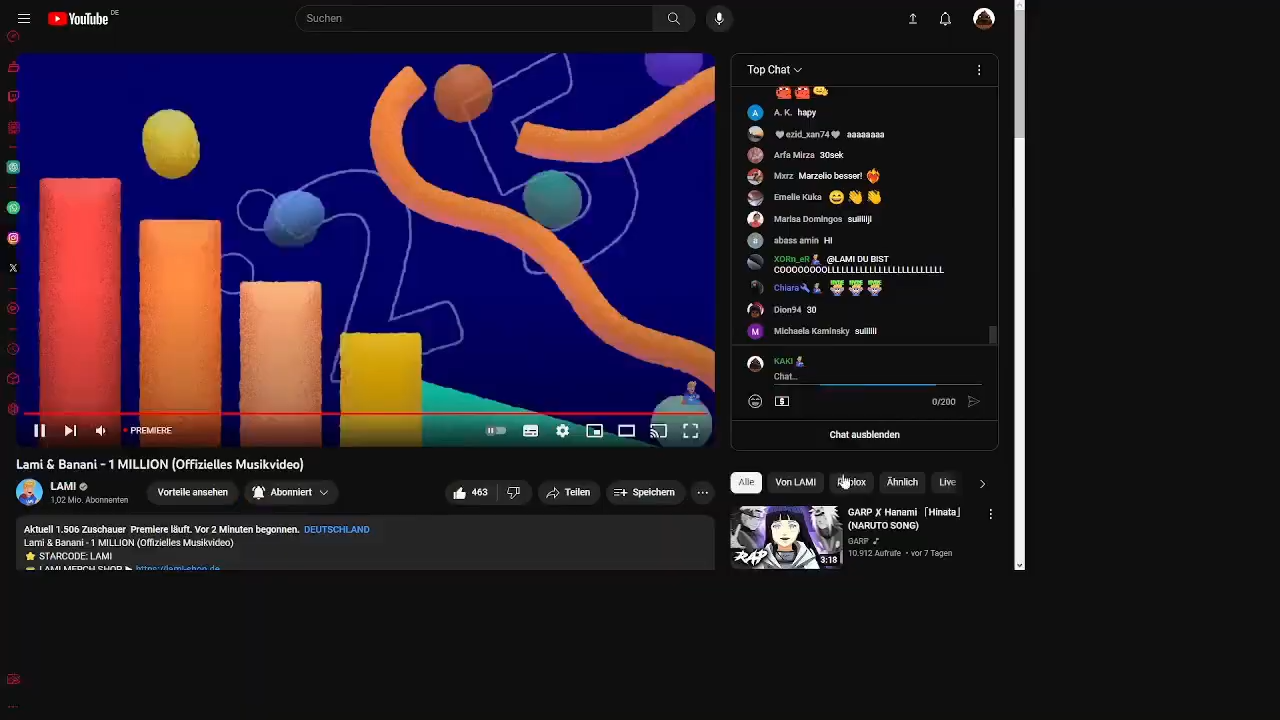 YouTube DE
Suchen
Top Chat
A. K. hapy
ezid_xan74 aaaaaaaa
Arfa Mirza 30sek
Mxrz Marzelio besser!
Emelie Kuka
Marisa Domingos
abass amin HI
XORn_eR @LAMI DU BIST
Chiara
Dion94 30
Michaela Kaminsky
KAKI
Chat...
0/200
Chat ausblenden
PREMIERE
Lami & Banani - 1 MILLION (Offizielles Musikvideo)
LAMI
1,02 Mio. Abonnenten
Vorteile ansehen
Abonniert
463
Teilen
Speichern
Aktuell 1.506 Zuschauer Premiere läuft. Vor 2 Minuten begonnen. DEUTSCHLAND
Lami & Banani - 1 MILLION (Offizielles Musikvideo)
STARCODE: LAMI
LAMI MERCH SHOP ▶ https://lami-shop.de
Alle
Von LAMI
Ähnlich
Live
RAP
3:18
GARP ✗ Hanami「Hinata」
(NARUTO SONG)
GARP ♪
10.922 Aufrufe • vor 7 Tagen